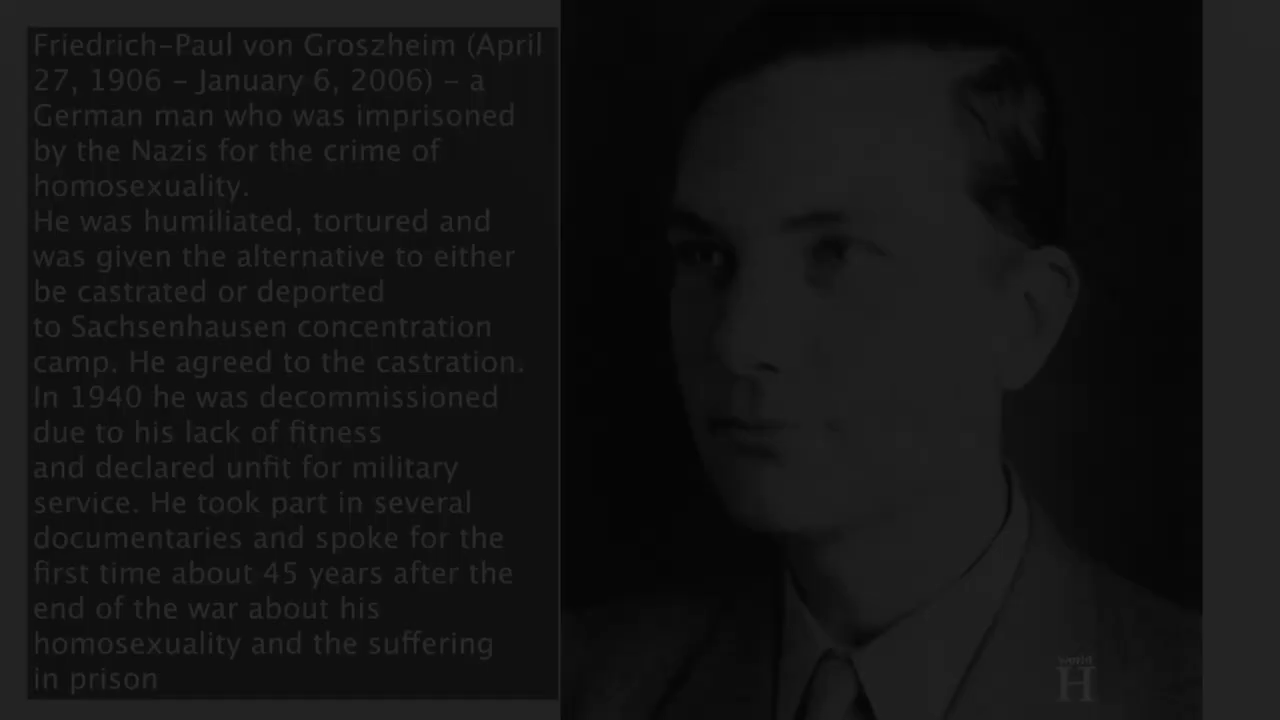 Friedrich-Paul von Groszheim (April
27, 1906 – January 6, 2006) – a
German man who was imprisoned
by the Nazis for the crime of
homosexuality.
He was humiliated, tortured and
was given the alternative to either
be castrated or deported
to Sachsenhausen concentration
camp. He agreed to the castration.
In 1940 he was decommissioned
due to his lack of fitness
and declared unfit for military
service. He took part in several
documentaries and spoke for the
first time about 45 years after the
end of the war about his
homosexuality and the suffering
in prison
world
H